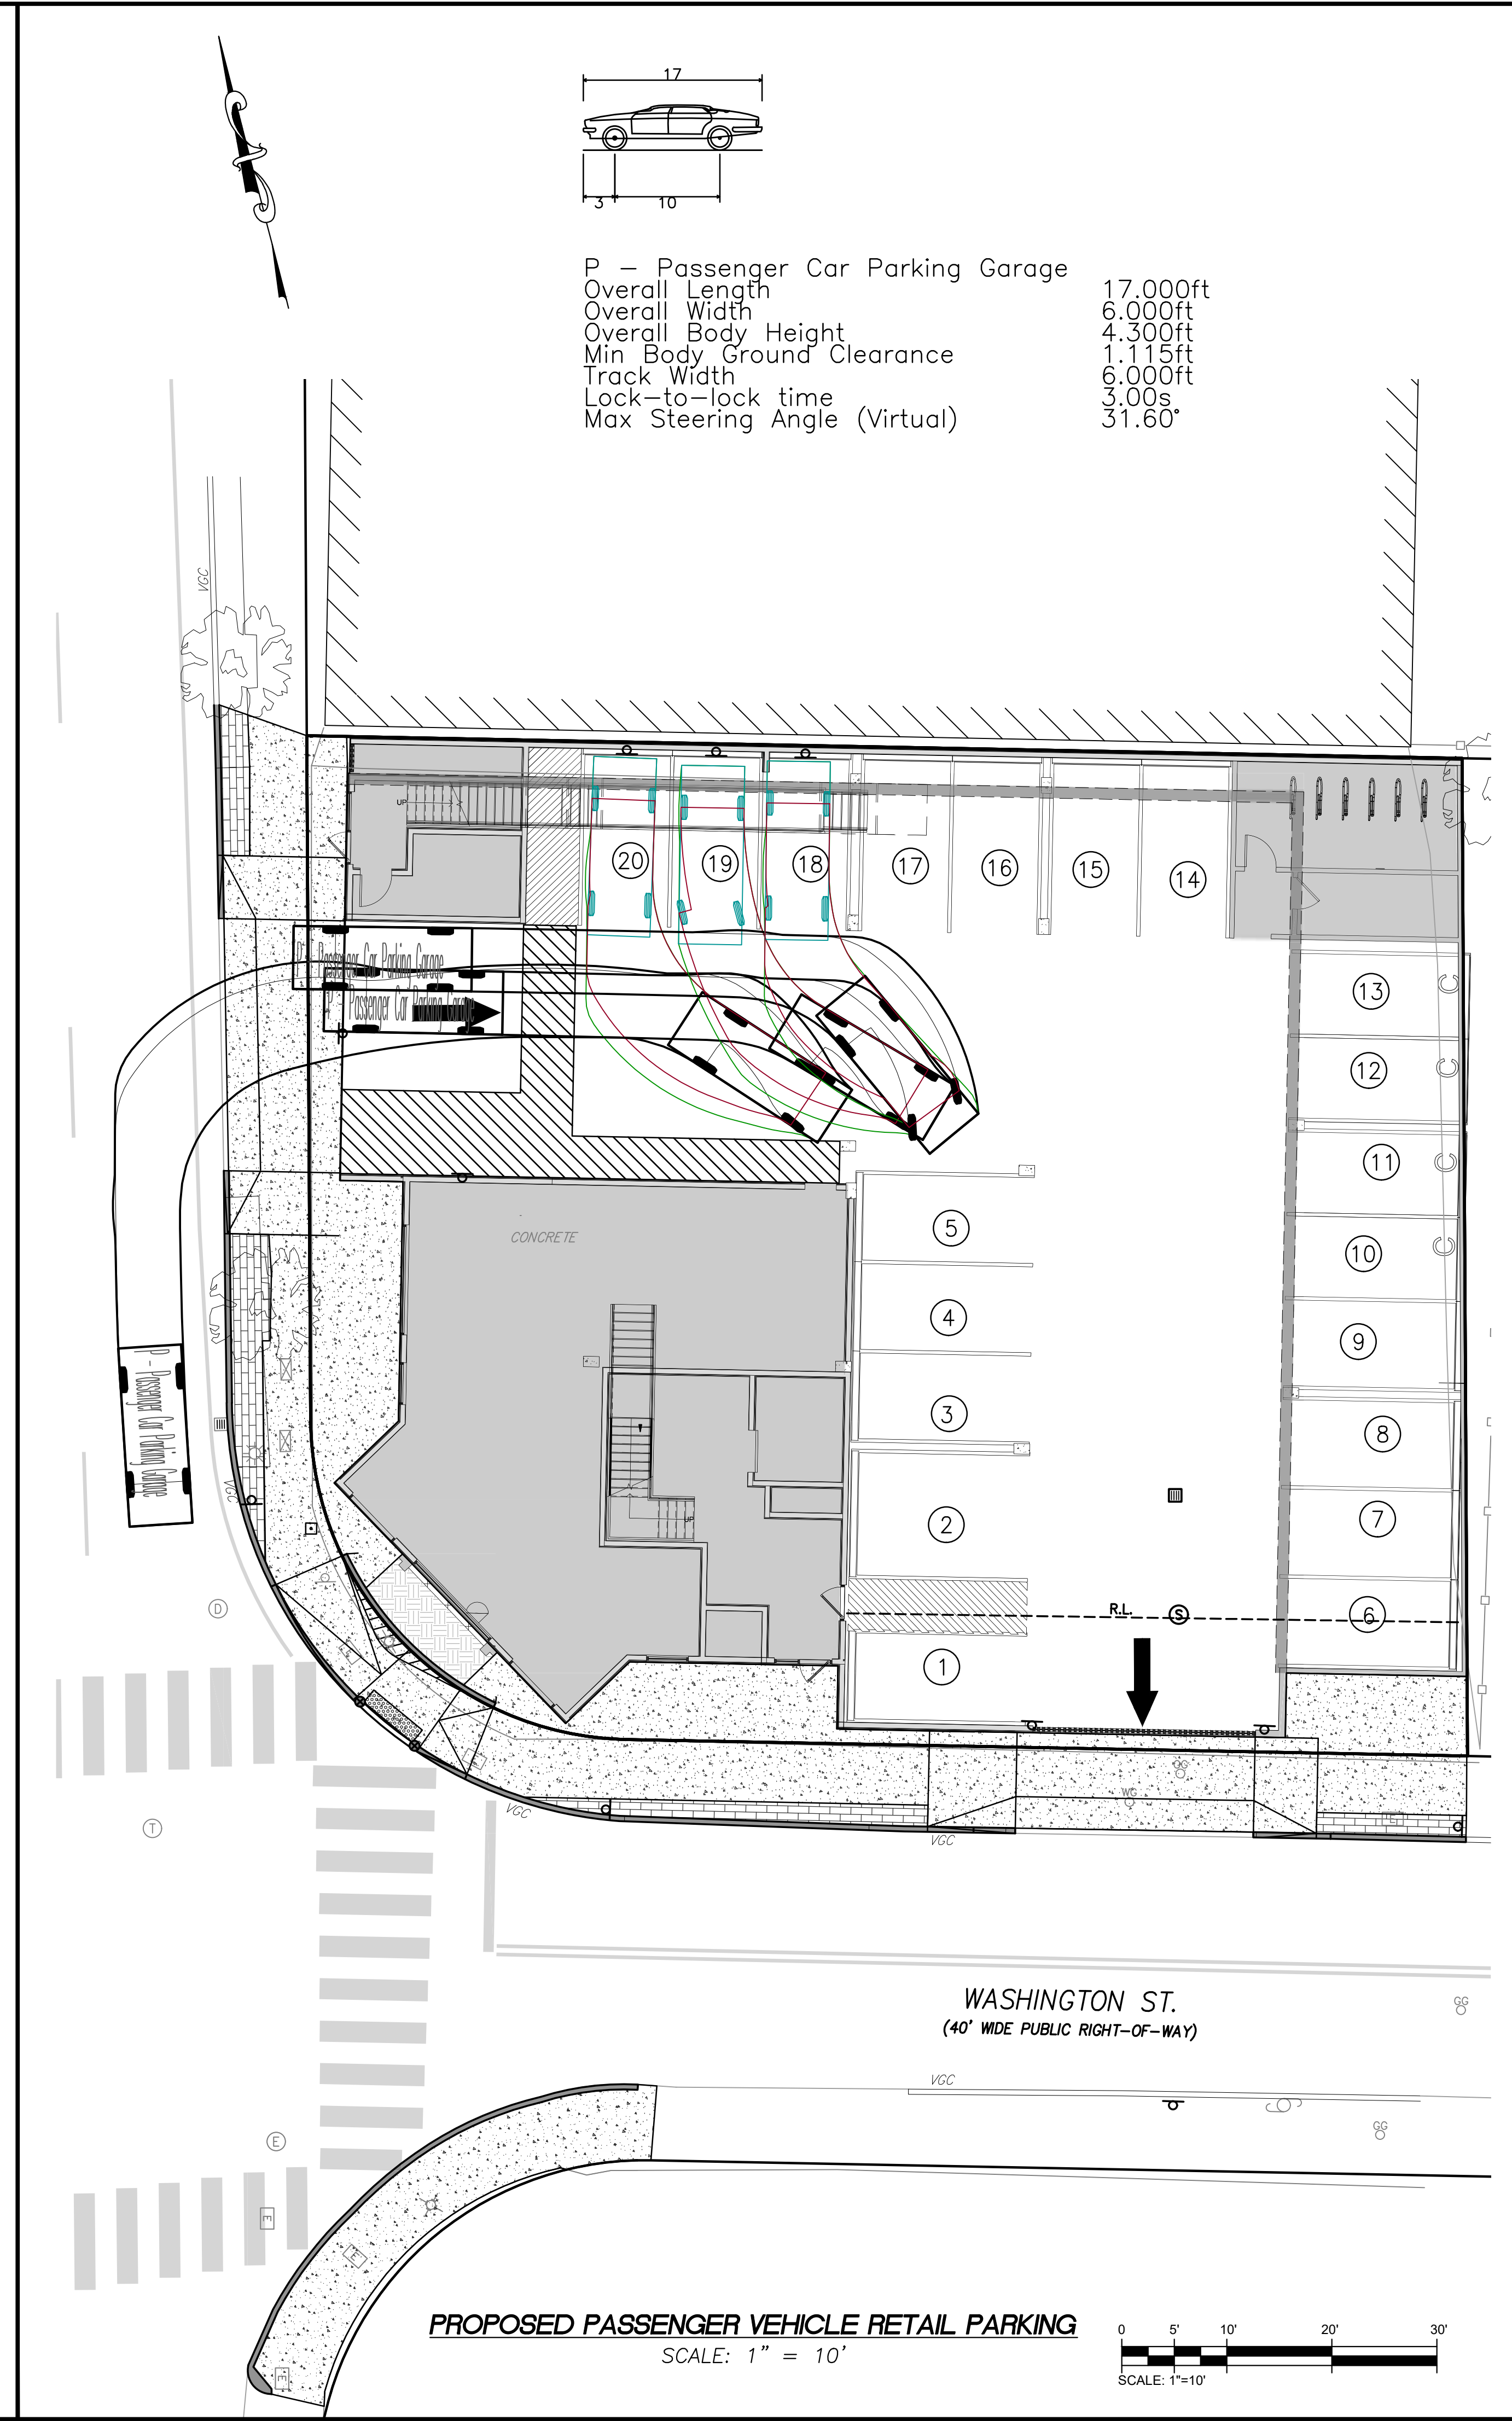 17
3 10
P - Passenger Car Parking Garage
Overall Length 17.000ft
Overall Width 6.000ft
Overall Body Height 4.300ft
Min Body Ground Clearance 1.115ft
Track Width 6.000ft
Lock-to-lock time 3.00s
Max Steering Angle (Virtual) 31.60°
VGC
UP
20 19 18 17 16 15 14
P - Passenger Car Parking Garage
P - Passenger Car Parking Garage
13
12
11
5
CONCRETE
10
4
9
P - Passenger Car Parking Garage
3
8
VGC
2
7
UP
D
R.L.
S
6
1
E
E
GG
WG
VGC
E
T
VGC
WASHINGTON ST.
(40' WIDE PUBLIC RIGHT-OF-WAY)
GG
VGC
GG
E
E
E
E
PROPOSED PASSENGER VEHICLE RETAIL PARKING
SCALE: 1" = 10'
0 5' 10' 20' 30'
SCALE: 1"=10'